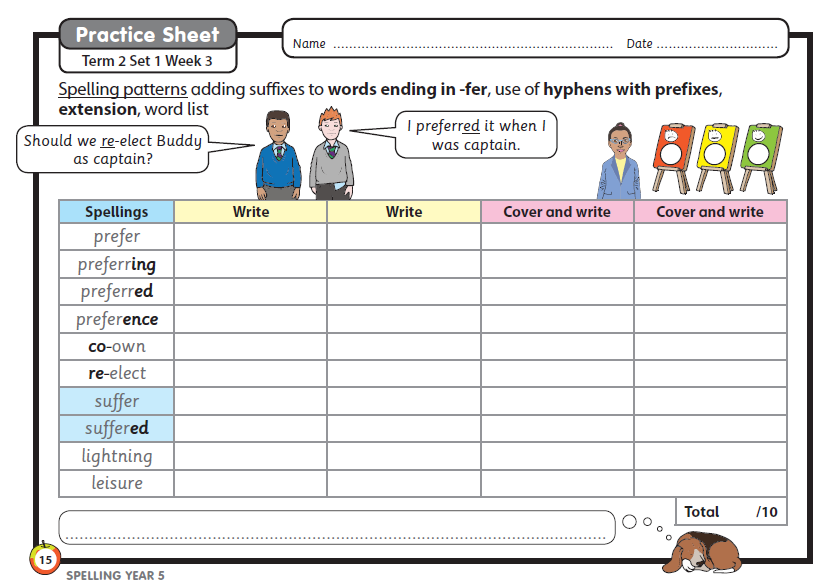 Practice Sheet
Term 2 Set 1 Week 3
Name ............................................................... Date ............................
Spelling patterns adding suffixes to words ending in -fer, use of hyphens with prefixes,
extension, word list
Should we re-elect Buddy
as captain?
I preferred it when I
was captain.
Spellings Write Write Cover and write Cover and write
prefer
preferring
preferred
preference
co-own
re-elect
suffer
suffered
lightning
leisure
Total /10
15
SPELLING YEAR 5